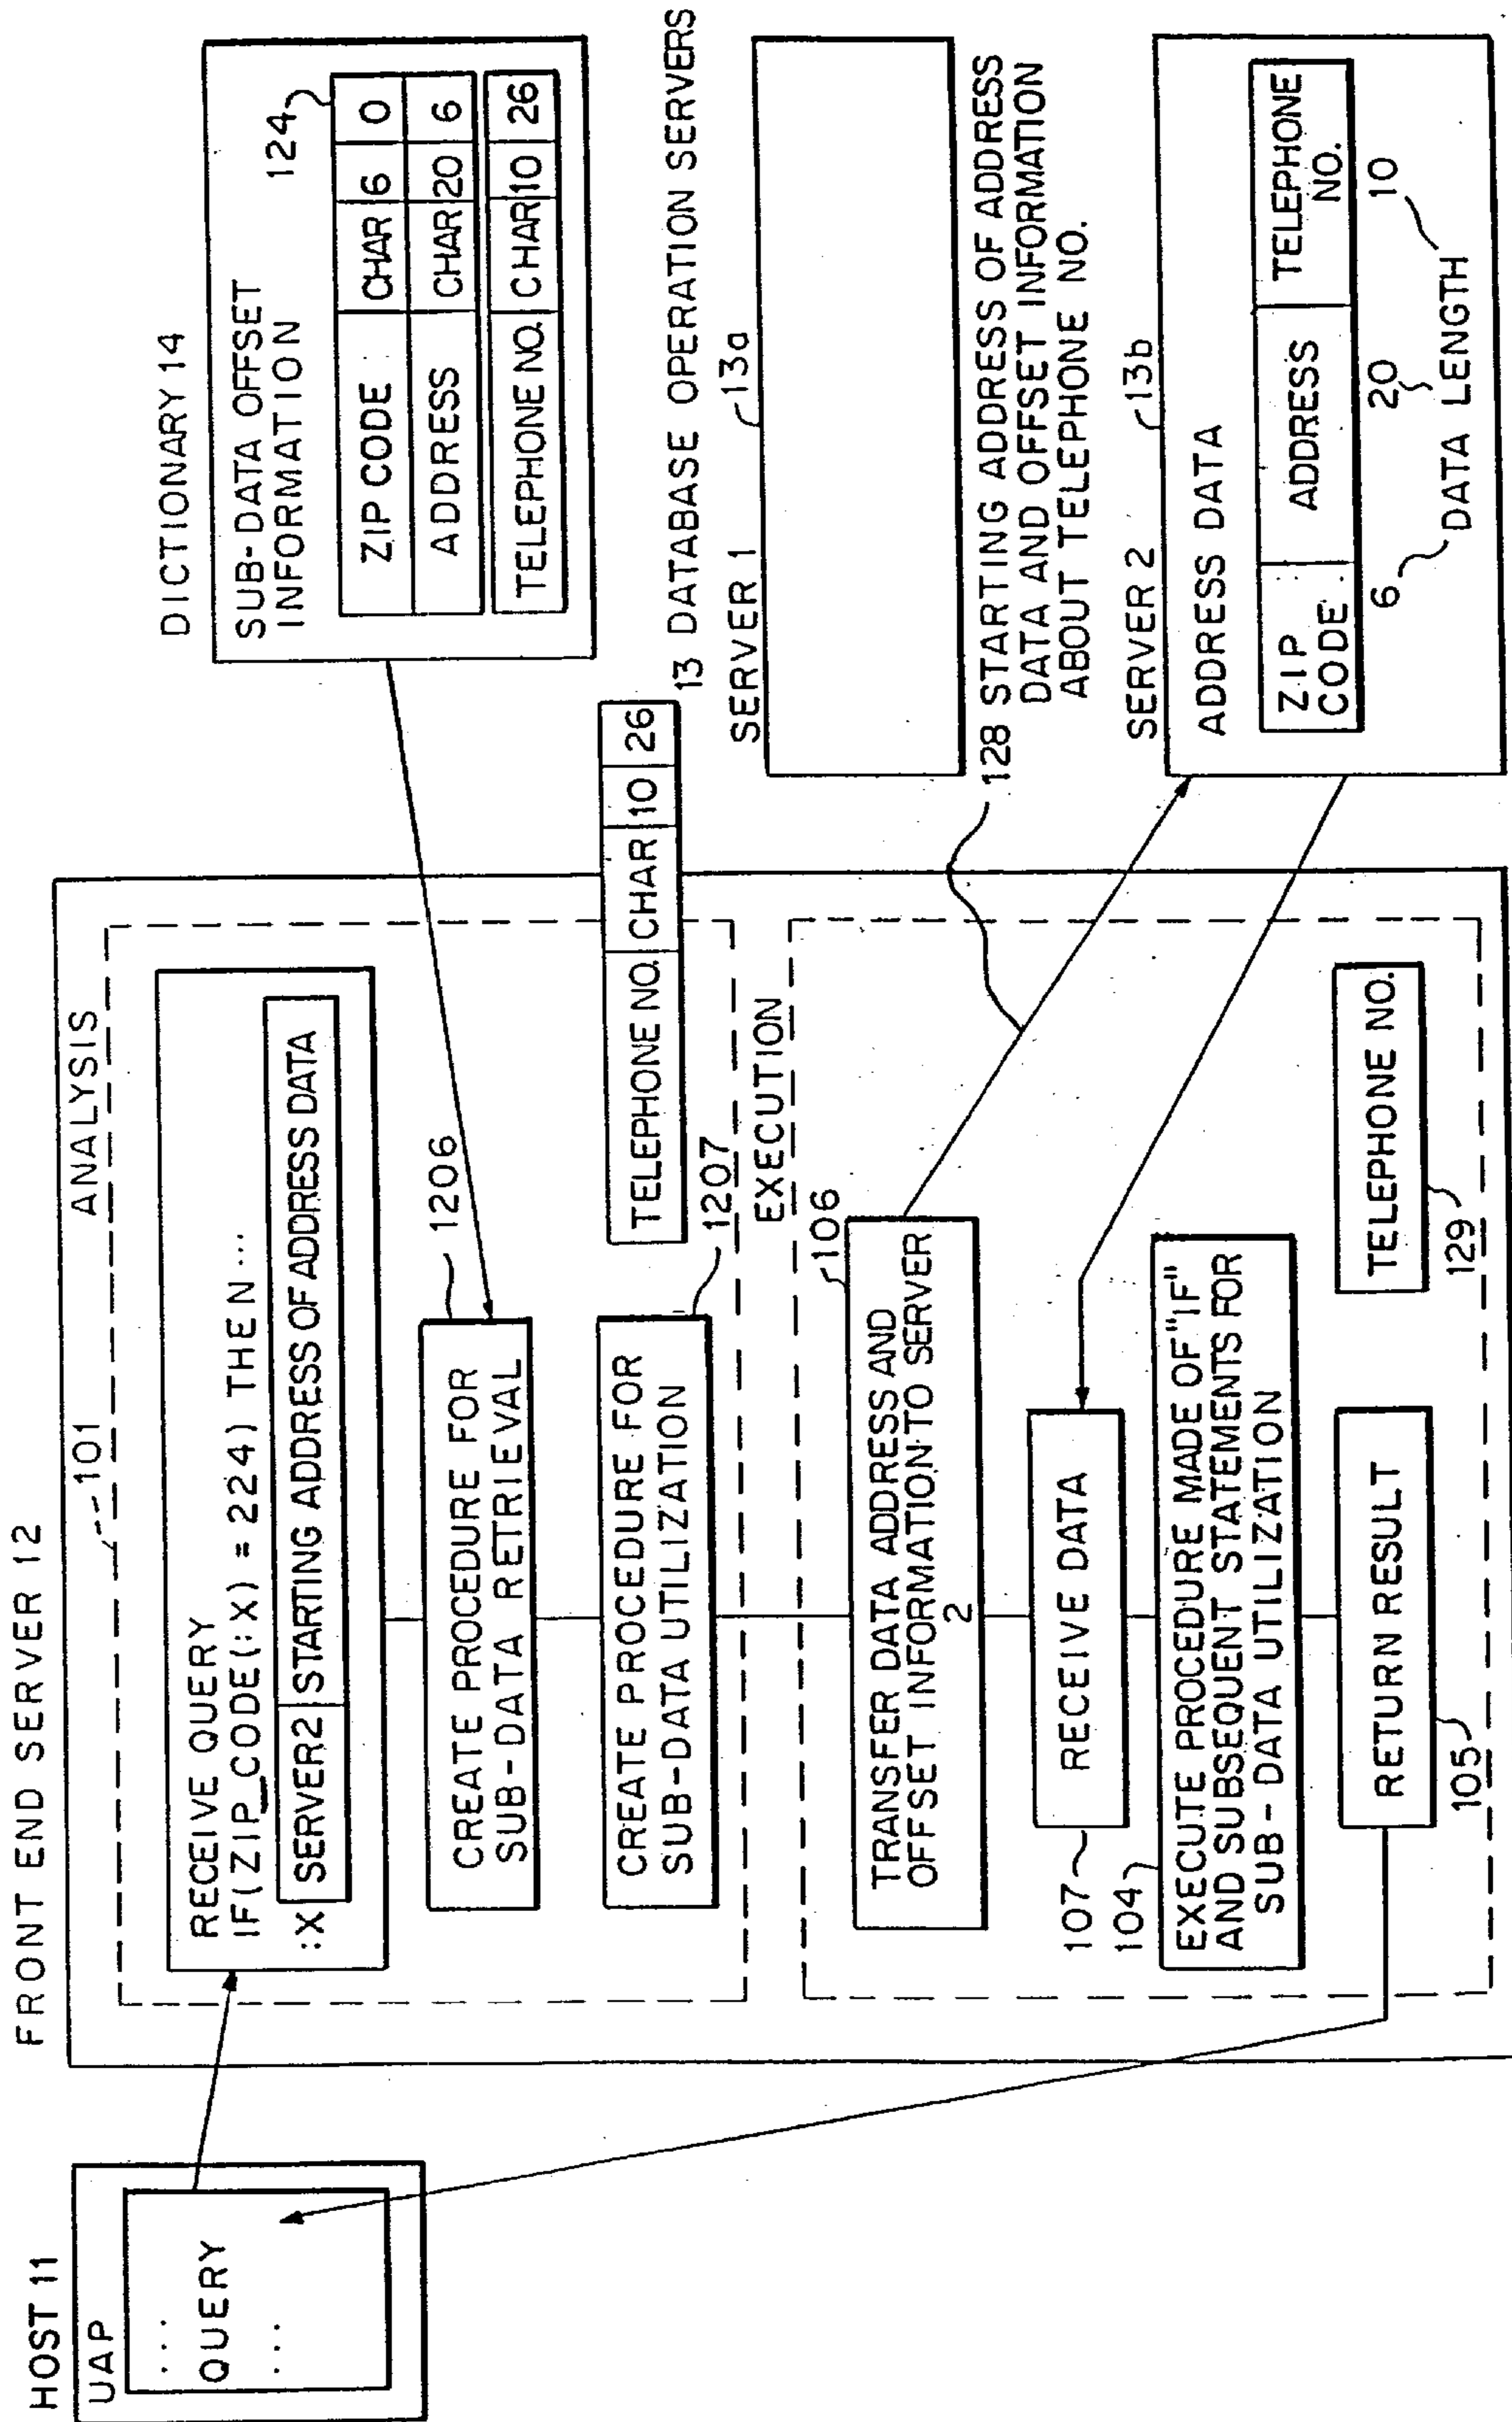 HOST 11
UAP
...
QUERY
...
FRONT END SERVER 12
101
ANALYSIS
RECEIVE QUERY
IF(ZIP_CODE(:X) = 224) THEN ...
:X SERVER2 STARTING ADDRESS OF ADDRESS DATA
CREATE PROCEDURE FOR
SUB-DATA RETRIEVAL
1206
CREATE PROCEDURE FOR
SUB-DATA UTILIZATION
1207
TELEPHONE NO. CHAR 10 26
EXECUTION
106
TRANSFER DATA ADDRESS AND
OFFSET INFORMATION TO SERVER
2
107
RECEIVE DATA
104
EXECUTE PROCEDURE MADE OF "IF"
AND SUBSEQUENT STATEMENTS FOR
SUB-DATA UTILIZATION
RETURN RESULT
105
TELEPHONE NO.
129
DICTIONARY 14
SUB-DATA OFFSET
INFORMATION
124
ZIP CODE CHAR 6 0
ADDRESS CHAR 20 6
TELEPHONE NO. CHAR 10 26
13 DATABASE OPERATION SERVERS
SERVER 1
13a
128 STARTING ADDRESS OF ADDRESS
DATA AND OFFSET INFORMATION
ABOUT TELEPHONE NO.
SERVER 2
13b
ADDRESS DATA
ZIP
CODE
ADDRESS
TELEPHONE
NO.
6 20 10
DATA LENGTH